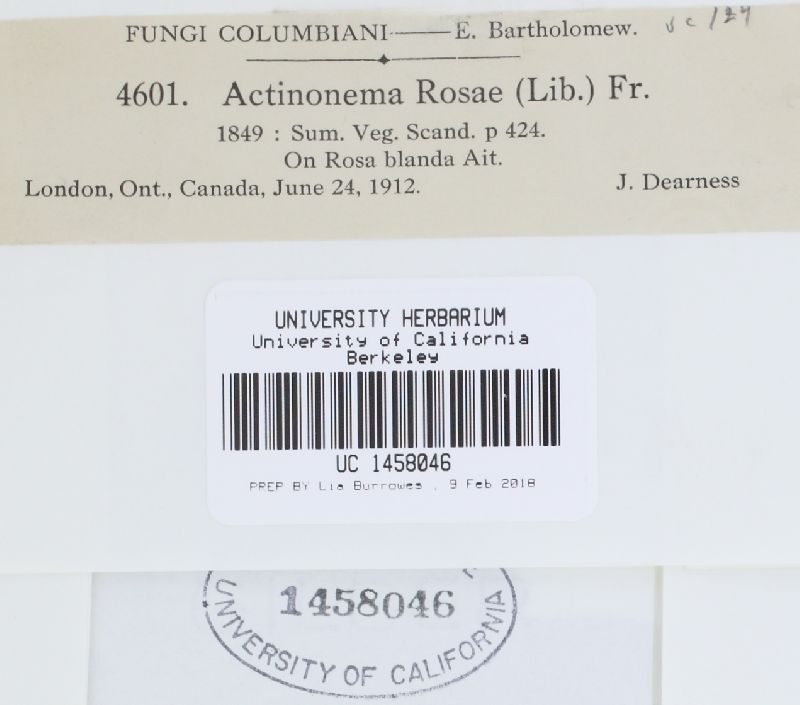 FUNGI COLUMBIANI——E. Bartholomew.
4601. Actinonema Rosae (Lib.) Fr.
1849 : Sum. Veg. Scand. p 424.
On Rosa blanda Ait.
London, Ont., Canada, June 24, 1912. J. Dearness
UNIVERSITY HERBARIUM
University of California
Berkeley
UC 1458046
PREP BY Lia Burrowes , 9 Feb 2018
1458046
UNIVERSITY OF CALIFORNIA